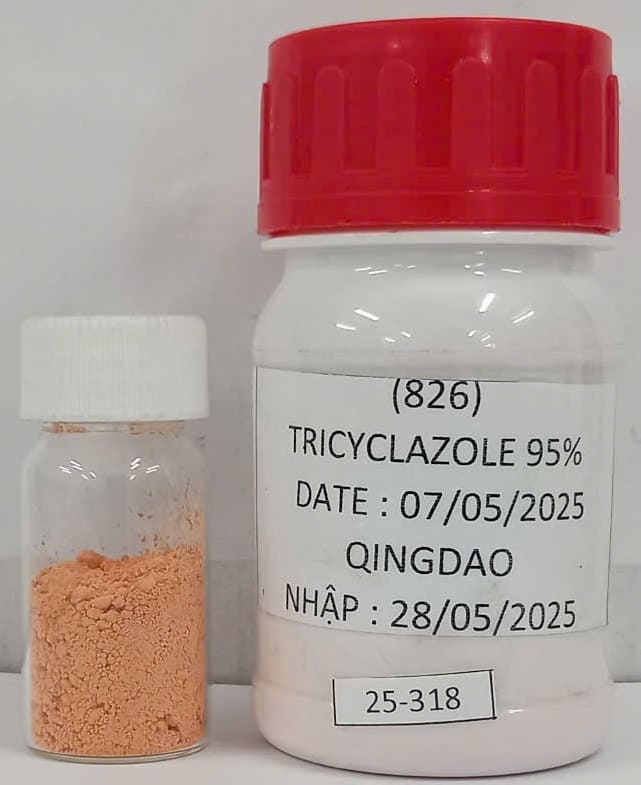 (826)
TRICYCLAZOLE 95%
DATE : 07/05/2025
QINGDAO
NHẬP : 28/05/2025
25-318